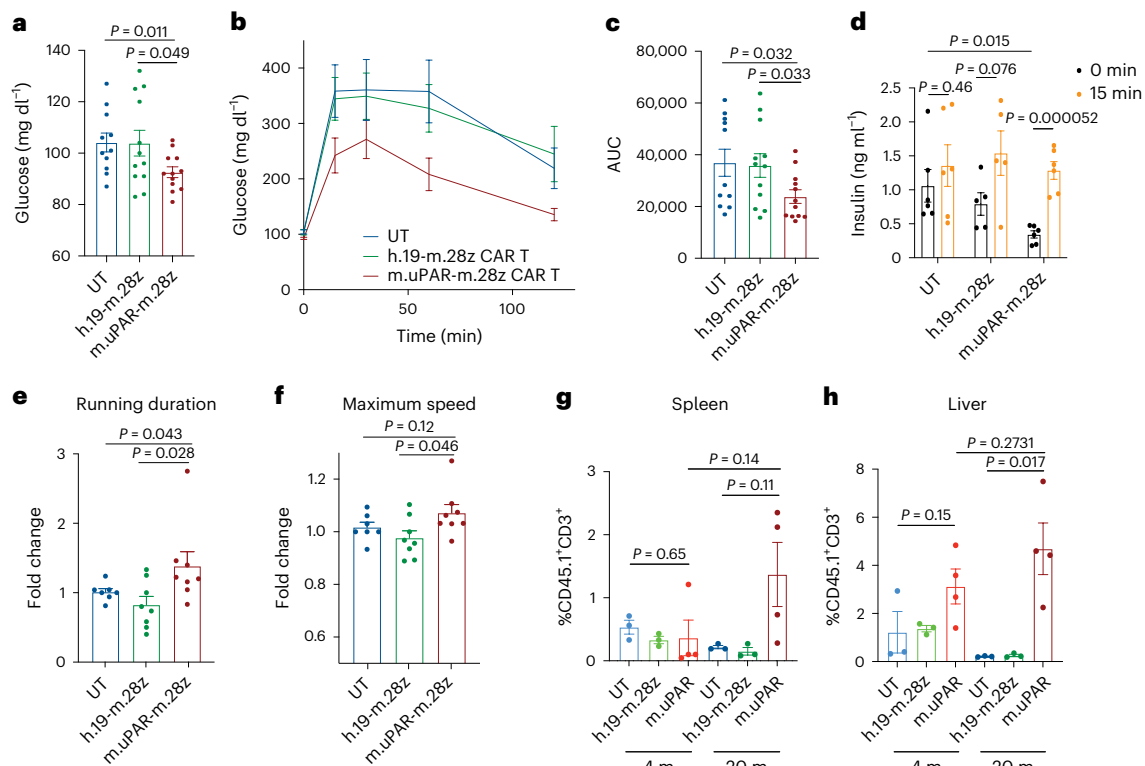 a
P = 0.011
P = 0.049
140
120
100
80
60
Glucose (mg dl⁻¹)
UT
h.19-m.28z
m.uPAR-m.28z
b
400
300
200
100
0
Glucose (mg dl⁻¹)
UT
h.19-m.28z CAR T
m.uPAR-m.28z CAR T
0
50
100
Time (min)
c
P = 0.032
P = 0.033
80,000
60,000
40,000
20,000
0
AUC
UT
h.19-m.28z
m.uPAR-m.28z
d
P = 0.015
P = 0.076
P = 0.46
P = 0.000052
0 min
15 min
2.5
2.0
1.5
1.0
0.5
0
Insulin (ng ml⁻¹)
UT
h.19-m.28z
m.uPAR-m.28z
e
Running duration
P = 0.043
P = 0.028
3
2
1
0
Fold change
UT
h.19-m.28z
m.uPAR-m.28z
f
Maximum speed
P = 0.12
P = 0.046
1.2
1.0
0.8
0.6
Fold change
UT
h.19-m.28z
m.uPAR-m.28z
g
Spleen
P = 0.14
P = 0.11
P = 0.65
3
2
1
0
%CD45.1⁺CD3⁺
UT
h.19-m.28z
m.uPAR
UT
h.19-m.28z
m.uPAR
4 m
20 m
h
Liver
P = 0.2731
P = 0.017
P = 0.15
8
6
4
2
0
%CD45.1⁺CD3⁺
UT
h.19-m.28z
m.uPAR
UT
h.19-m.28z
m.uPAR
4 m
20 m